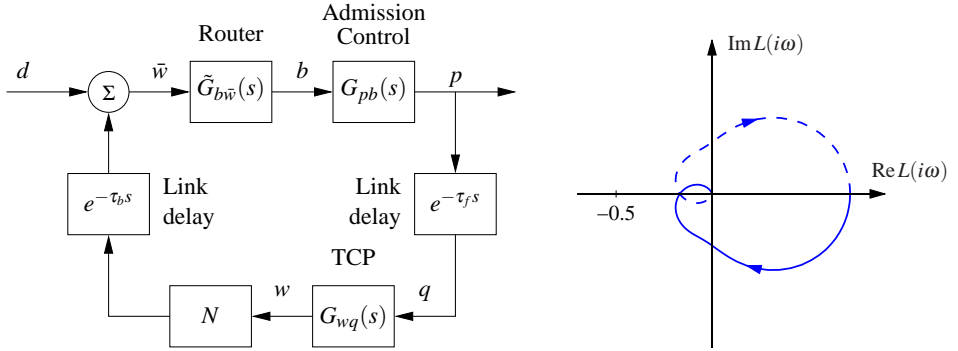 Admission
Control
Router
d
Σ
w̄
G̃_{bw̄}(s)
b
G_{pb}(s)
p
e^{−τ_b s}
Link
delay
Link
delay
e^{−τ_f s}
TCP
N
w
G_{wq}(s)
q
Im L(iω)
Re L(iω)
−0.5